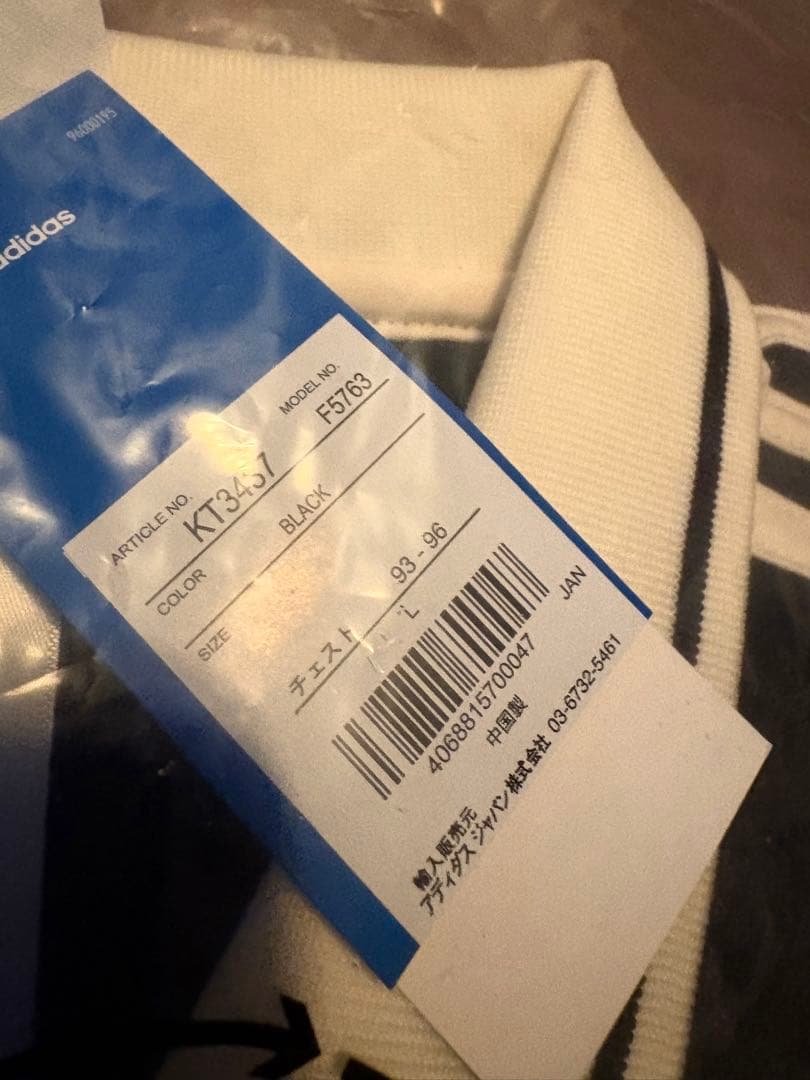 96000195
adidas
ARTICLE NO.
MODEL NO.
F5763
COLOR
BLACK
SIZE
チェスト
93 - 96
L
JAN
4068815700047
中国製
輸入販売元
アディダス ジャパン株式会社 03-6732-5461